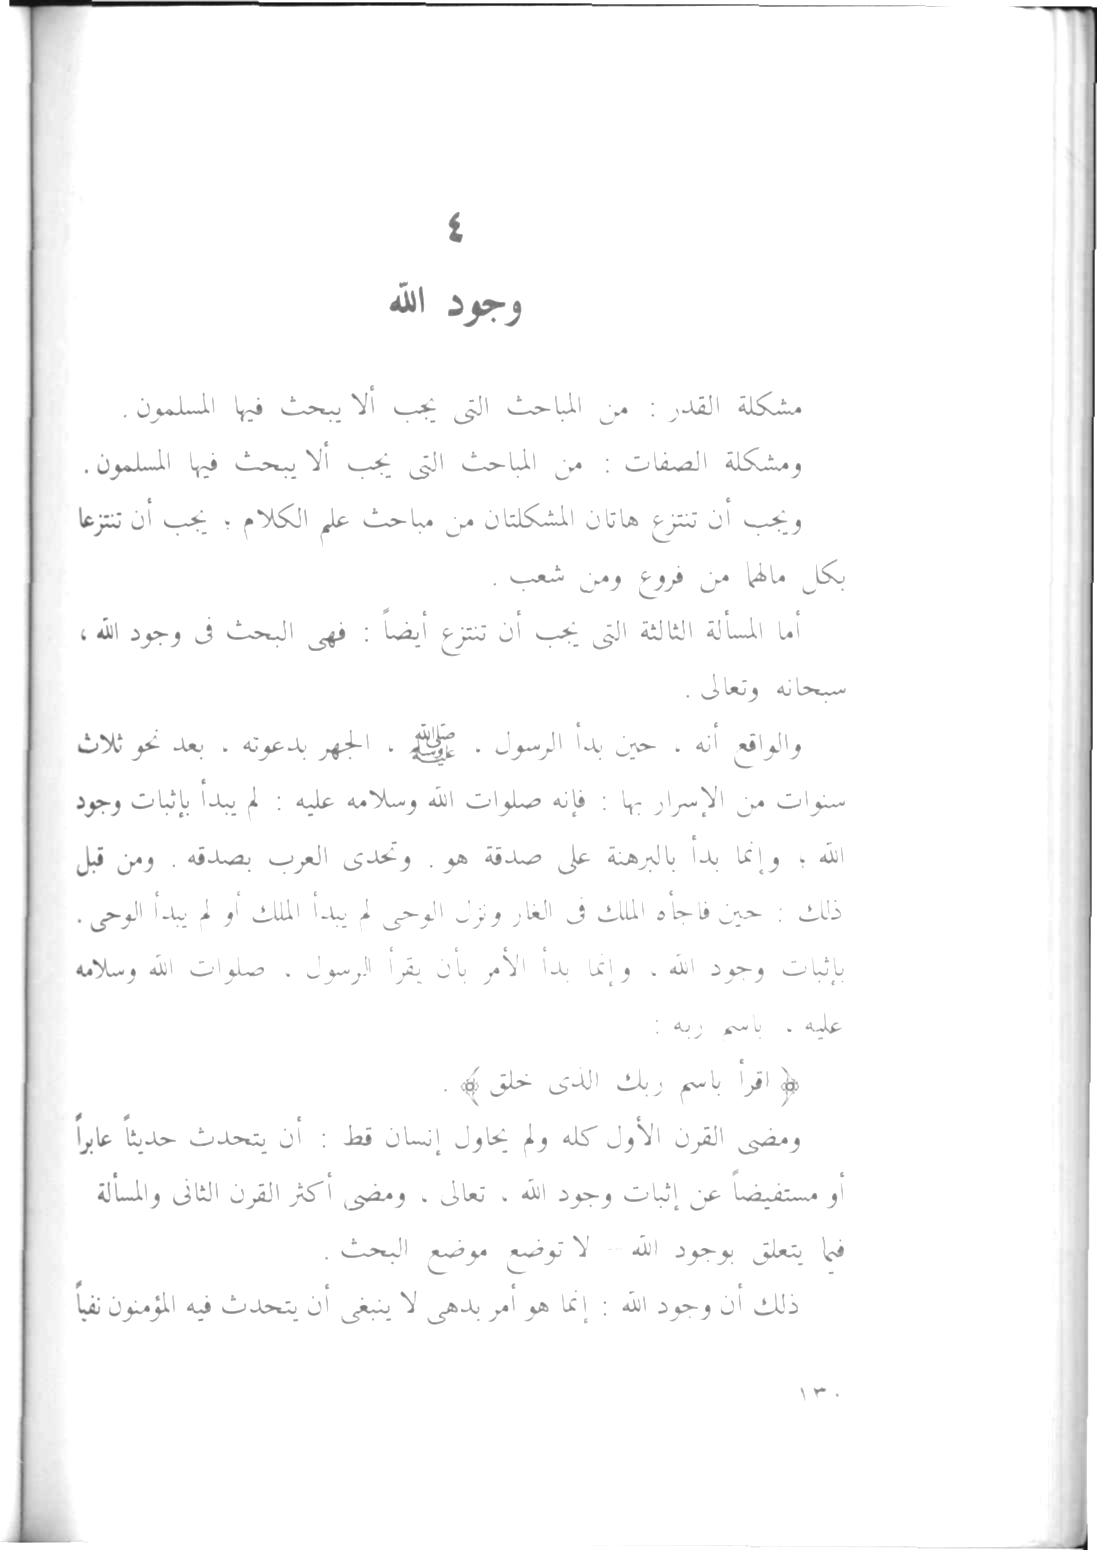 ٤
وجود الله
مشكلة القدر : من المباحث التى يجب ألا يبحث فيها المسلمون .
ومشكلة الصفات : من المباحث التى يجب ألا يبحث فيها المسلمون .
ويجب أن تنتزع هاتان المشكلتان من مباحث علم الكلام ؛ يجب أن تنتزعا
بكل مالهما من فروع ومن شعب .
أما المسألة الثالثة التى يجب أن تنتزع أيضاً : فهى البحث فى وجود الله ،
سبحانه وتعالى .
والواقع أنه ، حين بدأ الرسول ، ﷺ ، الجهر بدعوته ، بعد نحو ثلاث
سنوات من الإسرار بها : فإنه صلوات الله وسلامه عليه : لم يبدأ بإثبات وجود
الله ؛ وإنما بدأ بالبرهنة على صدقة هو . وتحدى العرب بصدقه . ومن قبل
ذلك : حين فاجأه الملك فى الغار ونزل الوحى لم يبدأ الملك أو لم يبدأ الوحى ،
بإثبات وجود الله ، وإنما بدأ الأمر بأن يقرأ الرسول ، صلوات الله وسلامه
عليه ، باسم ربه :
﴿ اقرأ باسم ربك الذى خلق ﴾ .
ومضى القرن الأول كله ولم يحاول إنسان قط : أن يتحدث حديثاً عابراً
أو مستفيضاً عن إثبات وجود الله ، تعالى ، ومضى أكثر القرن الثانى والمسألة
فيما يتعلق بوجود الله – لا توضع موضع البحث .
ذلك أن وجود الله : إنما هو أمر بدهى لا ينبغى أن يتحدث فيه المؤمنون نفياً
١٣٠